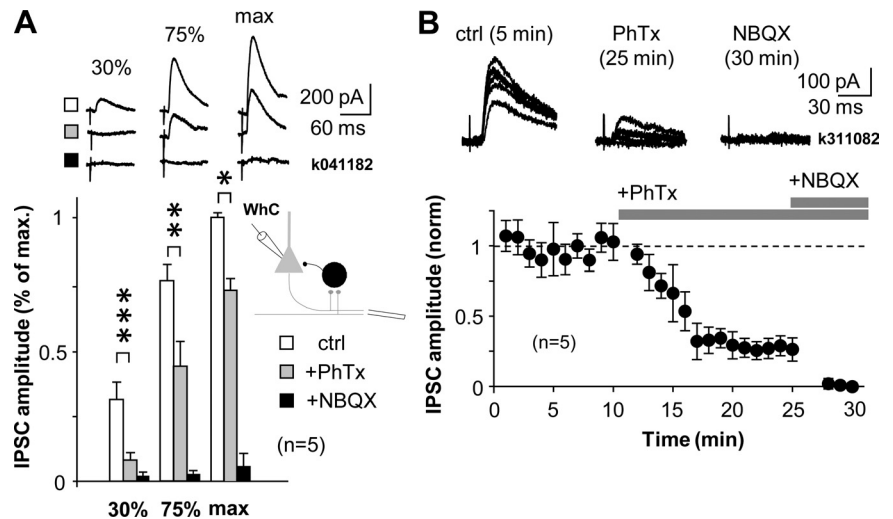 A
30%
75%
max
200 pA
60 ms
k041182
IPSC amplitude (% of max.)
1
0.5
0
***
**
*
WhC
ctrl
+PhTx
+NBQX
(n=5)
30%
75%
max
B
ctrl (5 min)
PhTx
(25 min)
NBQX
(30 min)
100 pA
30 ms
k311082
+PhTx
+NBQX
IPSC amplitude (norm)
1
0.5
0
(n=5)
0
5
10
15
20
25
30
Time (min)